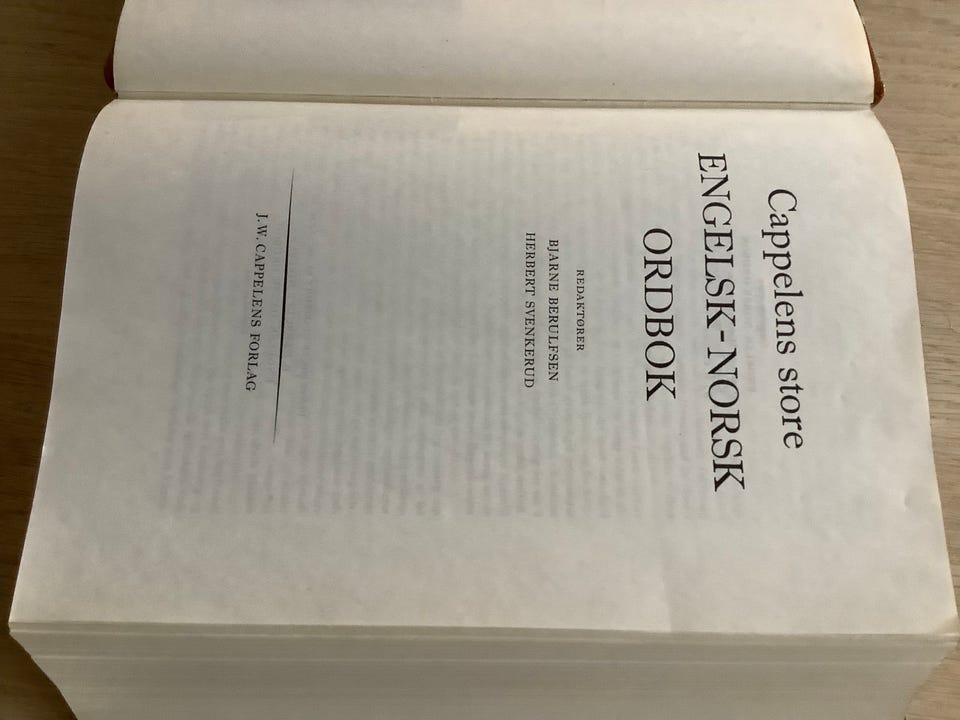 Cappelens store
ENGELSK-NORSK
ORDBOK
REDAKTØRER
BJARNE BERULFSEN
HERBERT SVENKERUD
J.W. CAPPELENS FORLAG